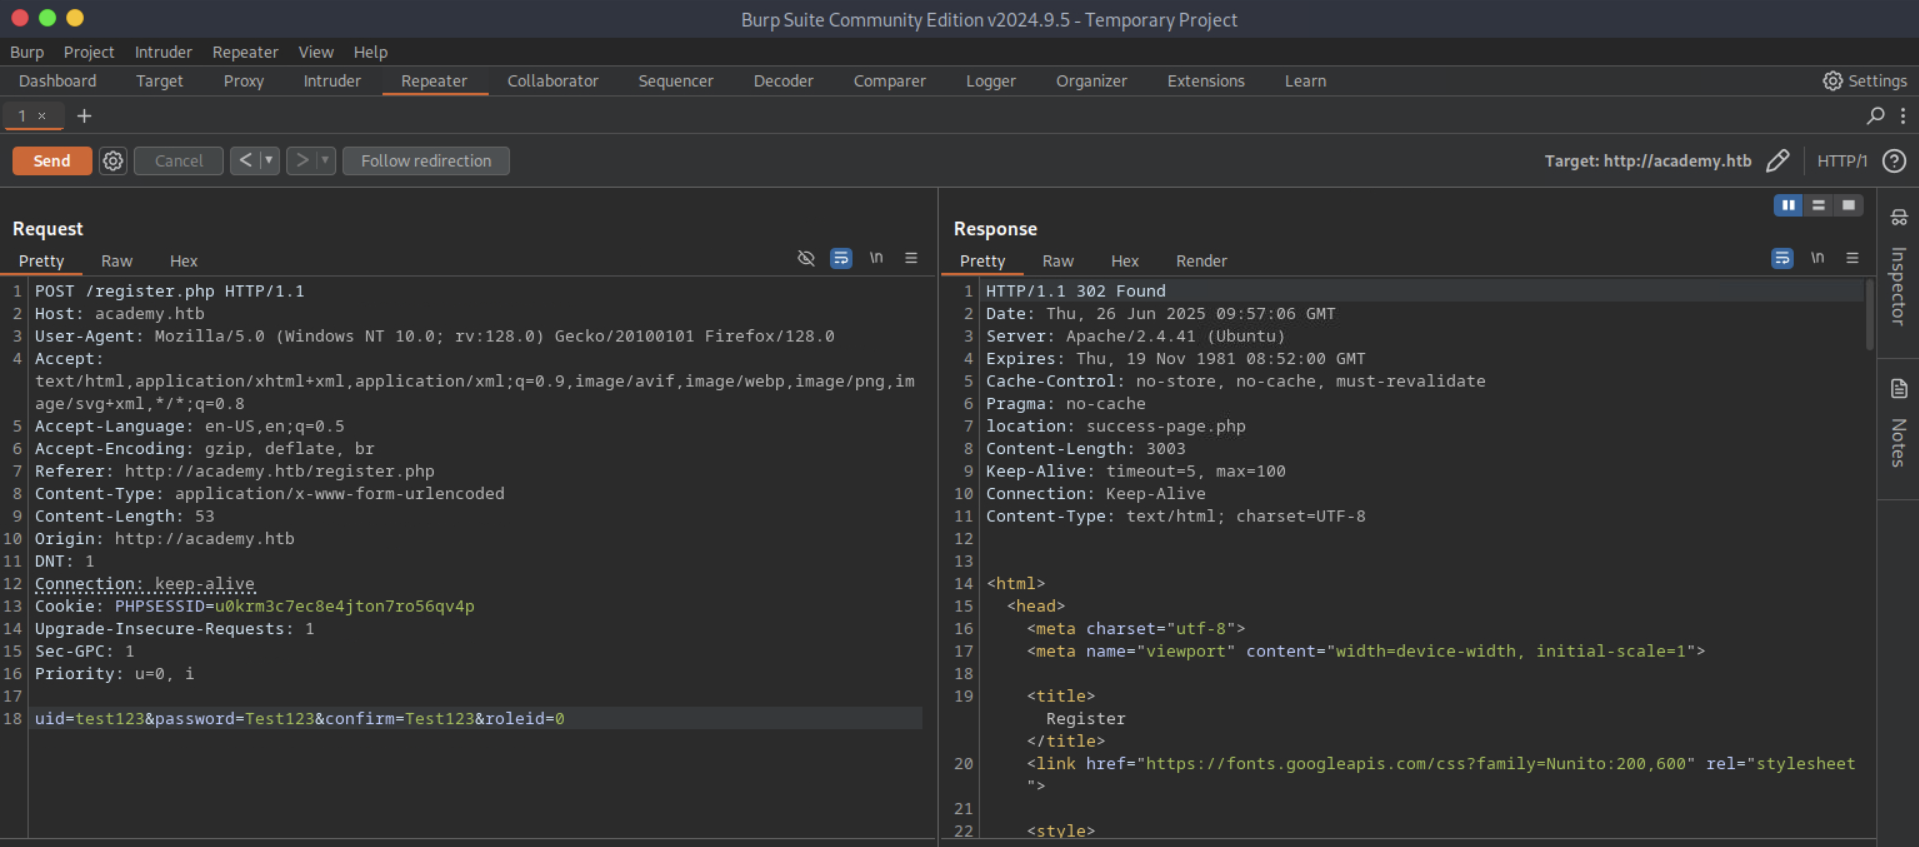 Burp Suite Community Edition v2024.9.5 - Temporary Project
Burp Project Intruder Repeater View Help
Dashboard Target Proxy Intruder Repeater Collaborator Sequencer Decoder Comparer Logger Organizer Extensions Learn Settings
1 × +
Send Cancel < > Follow redirection Target: http://academy.htb HTTP/1 ?
Request
Pretty Raw Hex \n
1 POST /register.php HTTP/1.1
2 Host: academy.htb
3 User-Agent: Mozilla/5.0 (Windows NT 10.0; rv:128.0) Gecko/20100101 Firefox/128.0
4 Accept:
text/html,application/xhtml+xml,application/xml;q=0.9,image/avif,image/webp,image/png,im
age/svg+xml,*/*;q=0.8
5 Accept-Language: en-US,en;q=0.5
6 Accept-Encoding: gzip, deflate, br
7 Referer: http://academy.htb/register.php
8 Content-Type: application/x-www-form-urlencoded
9 Content-Length: 53
10 Origin: http://academy.htb
11 DNT: 1
12 Connection: keep-alive
13 Cookie: PHPSESSID=u0krm3c7ec8e4jton7ro56qv4p
14 Upgrade-Insecure-Requests: 1
15 Sec-GPC: 1
16 Priority: u=0, i
17
18 uid=test123&password=Test123&confirm=Test123&roleid=0
Response
Pretty Raw Hex Render \n
1 HTTP/1.1 302 Found
2 Date: Thu, 26 Jun 2025 09:57:06 GMT
3 Server: Apache/2.4.41 (Ubuntu)
4 Expires: Thu, 19 Nov 1981 08:52:00 GMT
5 Cache-Control: no-store, no-cache, must-revalidate
6 Pragma: no-cache
7 location: success-page.php
8 Content-Length: 3003
9 Keep-Alive: timeout=5, max=100
10 Connection: Keep-Alive
11 Content-Type: text/html; charset=UTF-8
12
13
14 <html>
15 <head>
16 <meta charset="utf-8">
17 <meta name="viewport" content="width=device-width, initial-scale=1">
18
19 <title>
Register
</title>
20 <link href="https://fonts.googleapis.com/css?family=Nunito:200,600" rel="stylesheet
">
21
22 <style>
Inspector
Notes